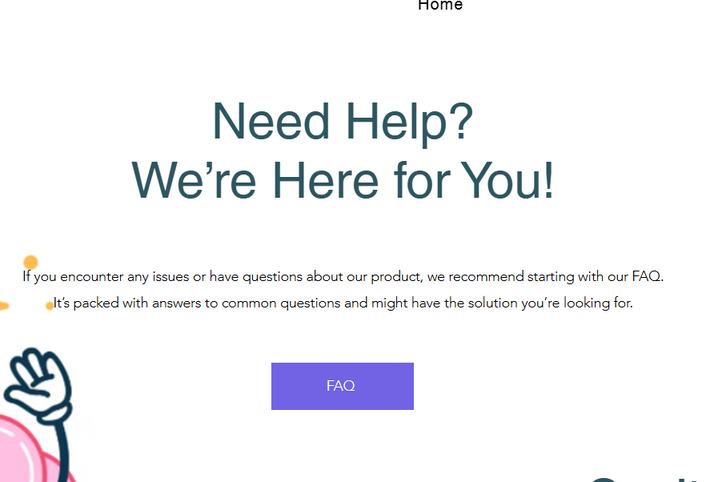 Home
Need Help?
We’re Here for You!
If you encounter any issues or have questions about our product, we recommend starting with our FAQ.
It’s packed with answers to common questions and might have the solution you’re looking for.
FAQ